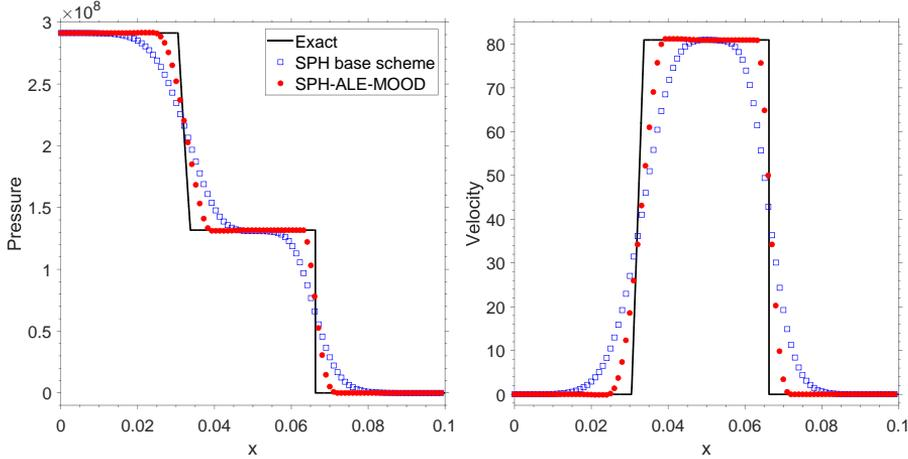 ×10⁸
3
2.5
2
1.5
1
0.5
0
Pressure
0 0.02 0.04 0.06 0.08 0.1
x
Exact
SPH base scheme
SPH-ALE-MOOD
80
70
60
50
40
30
20
10
0
Velocity
0 0.02 0.04 0.06 0.08 0.1
x